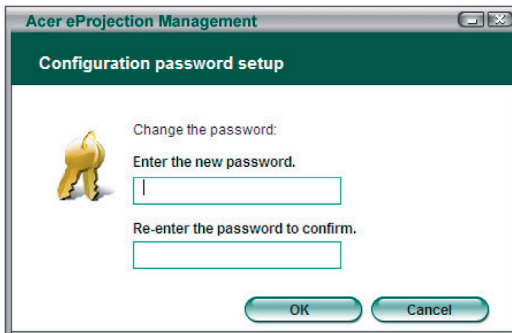 Acer eProjection Management
Configuration password setup
Change the password:
Enter the new password.
Re-enter the password to confirm.
OK
Cancel